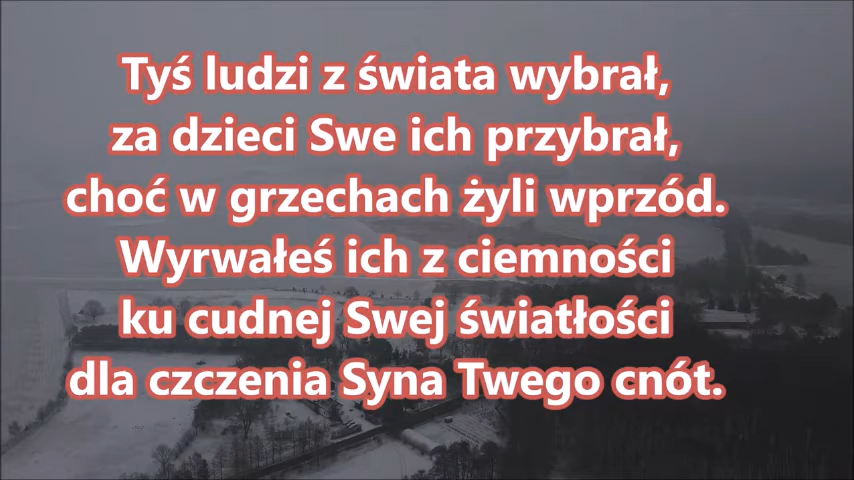 Tyś ludzi z świata wybrał,
za dzieci Swe ich przybrał,
choć w grzechach żyli wprzód.
Wyrwałeś ich z ciemności
ku cudnej Swej światłości
dla czczenia Syna Twego cnót.